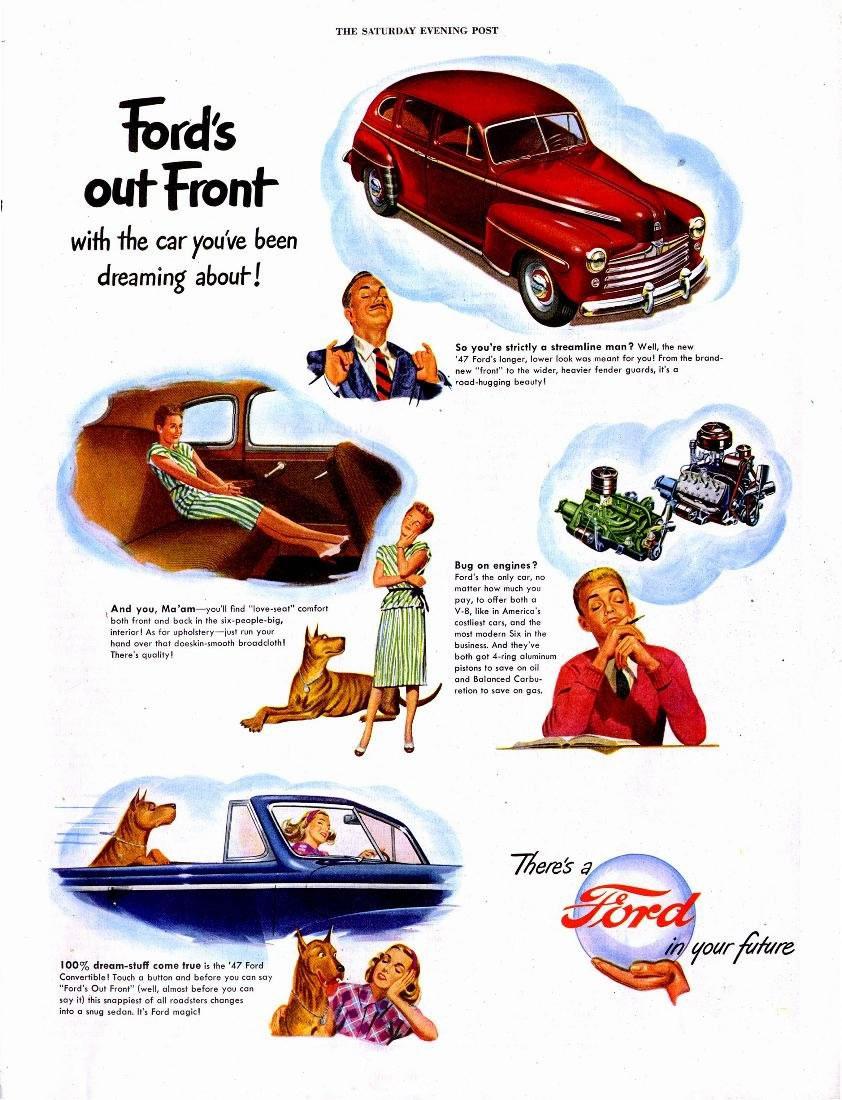 THE SATURDAY EVENING POST
Ford's
out Front
with the car you've been
dreaming about!
So you're strictly a streamline man? Well, the new
'47 Ford's longer, lower look was meant for you! From the brand-
new "front" to the wider, heavier fender guards, it's a
road-hugging beauty!
And you, Ma'am—you'll find "love-seat" comfort
both front and back in the six-people-big,
interior! As for upholstery—just run your
hand over that doeskin-smooth broadcloth!
There's quality!
Bug on engines?
Ford's the only car, no
matter how much you
pay, to offer both a
V-8, like in America's
costliest cars, and the
most modern Six in the
business. And they've
both got 4-ring aluminum
pistons to save on oil
and Balanced Carbu-
retion to save on gas.
100% dream-stuff come true is the '47 Ford
Convertible! Touch a button and before you can say
"Ford's Out Front" (well, almost before you can
say it) this snappiest of all roadsters changes
into a snug sedan. It's Ford magic!
There's a
Ford
in your future